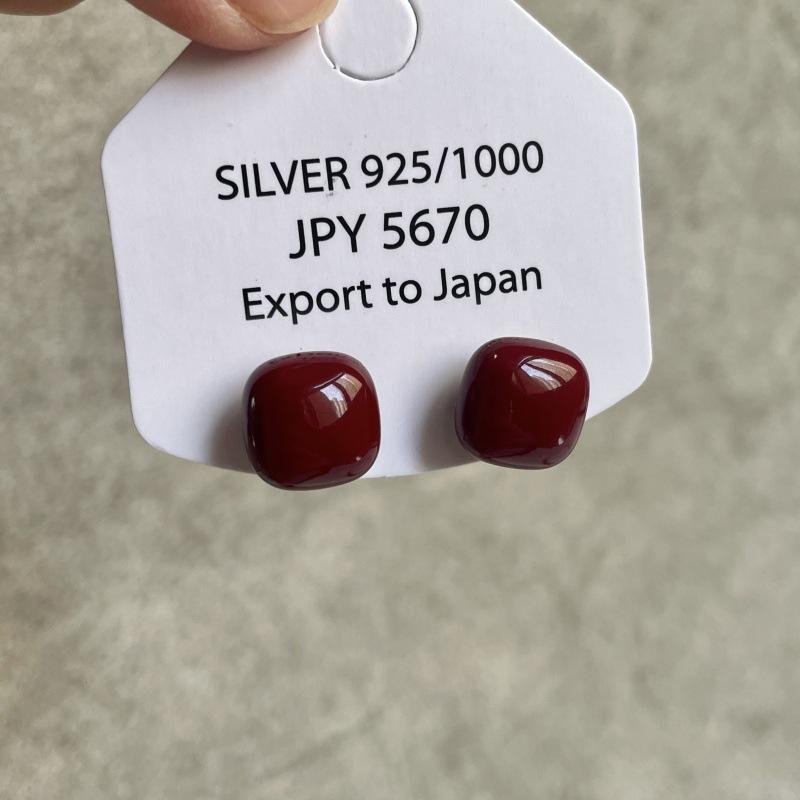 SILVER 925/1000
JPY 5670
Export to Japan